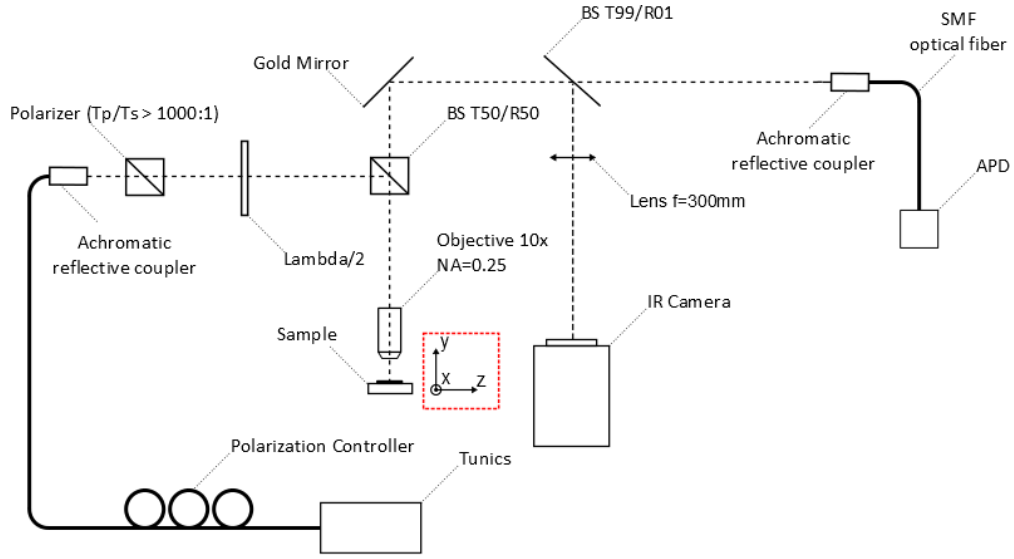 BS T99/R01
SMF
optical fiber
Gold Mirror
Polarizer (Tp/Ts > 1000:1)
BS T50/R50
Achromatic
reflective coupler
APD
Lens f=300mm
Achromatic
reflective coupler
Lambda/2
Objective 10x
NA=0.25
IR Camera
Sample
y
x
z
Polarization Controller
Tunics